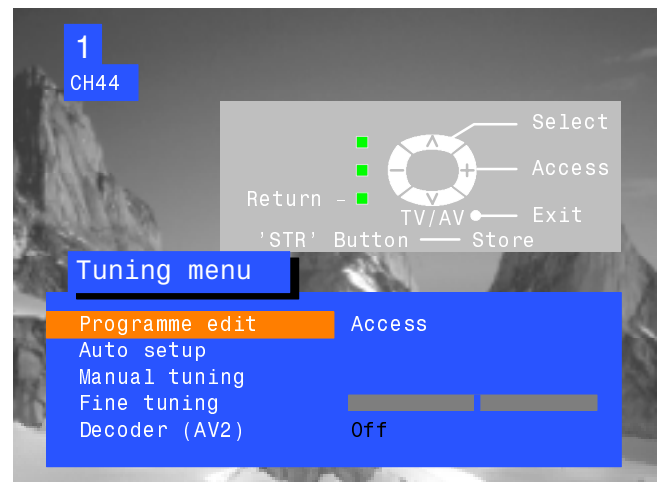 1
CH44
Select
Access
Return –
TV/AV Exit
'STR' Button — Store
Tuning menu
Programme edit Access
Auto setup
Manual tuning
Fine tuning
Decoder (AV2) Off